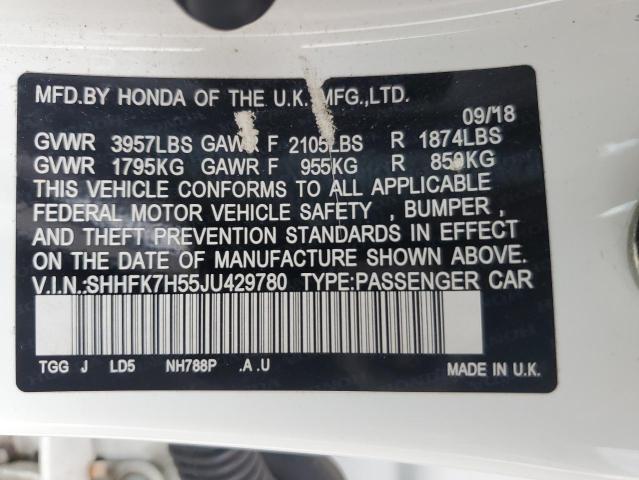 MFD.BY HONDA OF THE U.K. MFG.,LTD.
09/18
GVWR 3957LBS GAWR F 2105LBS R 1874LBS
GVWR 1795KG GAWR F 955KG R 850KG
THIS VEHICLE CONFORMS TO ALL APPLICABLE
FEDERAL MOTOR VEHICLE SAFETY , BUMPER ,
AND THEFT PREVENTION STANDARDS IN EFFECT
ON THE DATE OF MANUFACTURE SHOWN ABOVE.
V.I.N.:SHHFK7H55JU429780 TYPE:PASSENGER CAR
TGG J LD5 NH788P .A .U MADE IN U.K.